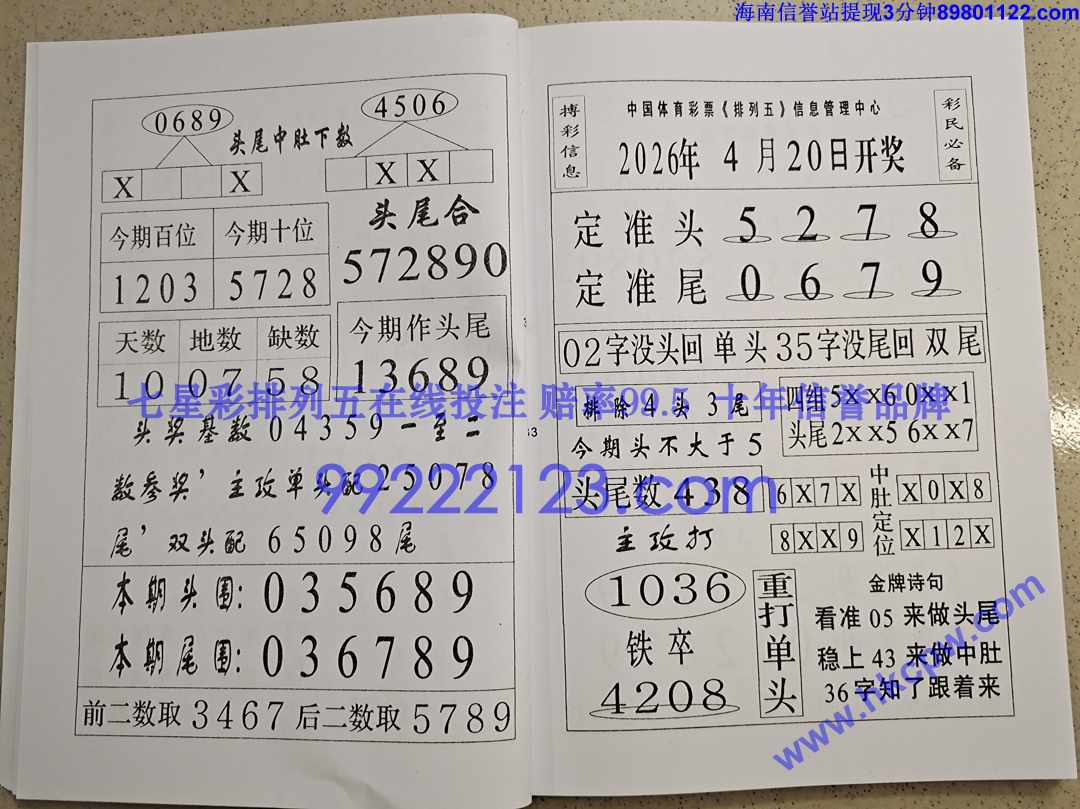 海南信誉站提现3分钟89801122.com
0689
4506
头尾中肚下数
X X
X X
头尾合
572890
今期百位 今期十位
1203 5728
天数 地数 缺数
10 07 58
今期作头尾
13689
头奖基数04359一至二
数参奖,主攻单头配25078
尾,双头配65098尾
本期头围:035689
本期尾围:036789
前二数取3467后二数取5789
搏彩信息
中国体育彩票《排列五》信息管理中心
2026年4月20日开奖
彩民必备
定准头5278
定准尾0679
02字没头回单头35字没尾回双尾
排除4头3尾
今期头不大于5
四组5xx6 0xx1
头尾2xx5 6xx7
头尾数438
6X7X
8XX9
中肚定位
X0X8
X12X
主攻打
1036
铁卒
4208
重打单头
金牌诗句
看准05来做头尾
稳上43来做中肚
36字知了跟着来
七星彩排列五在线投注 赔率99.5 十年信誉品牌
99222123.com
www.hkcpw.com